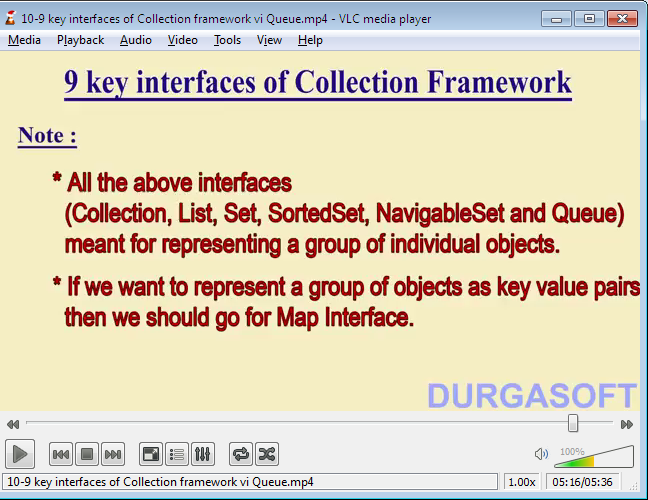 10-9 key interfaces of Collection framework vi Queue.mp4 - VLC media player
Media Playback Audio Video Tools View Help
9 key interfaces of Collection Framework
Note :
* All the above interfaces
(Collection, List, Set, SortedSet, NavigableSet and Queue)
meant for representing a group of individual objects.
* If we want to represent a group of objects as key value pairs
then we should go for Map Interface.
DURGASOFT
100%
10-9 key interfaces of Collection framework vi Queue.mp4 1.00x 05:16/05:36